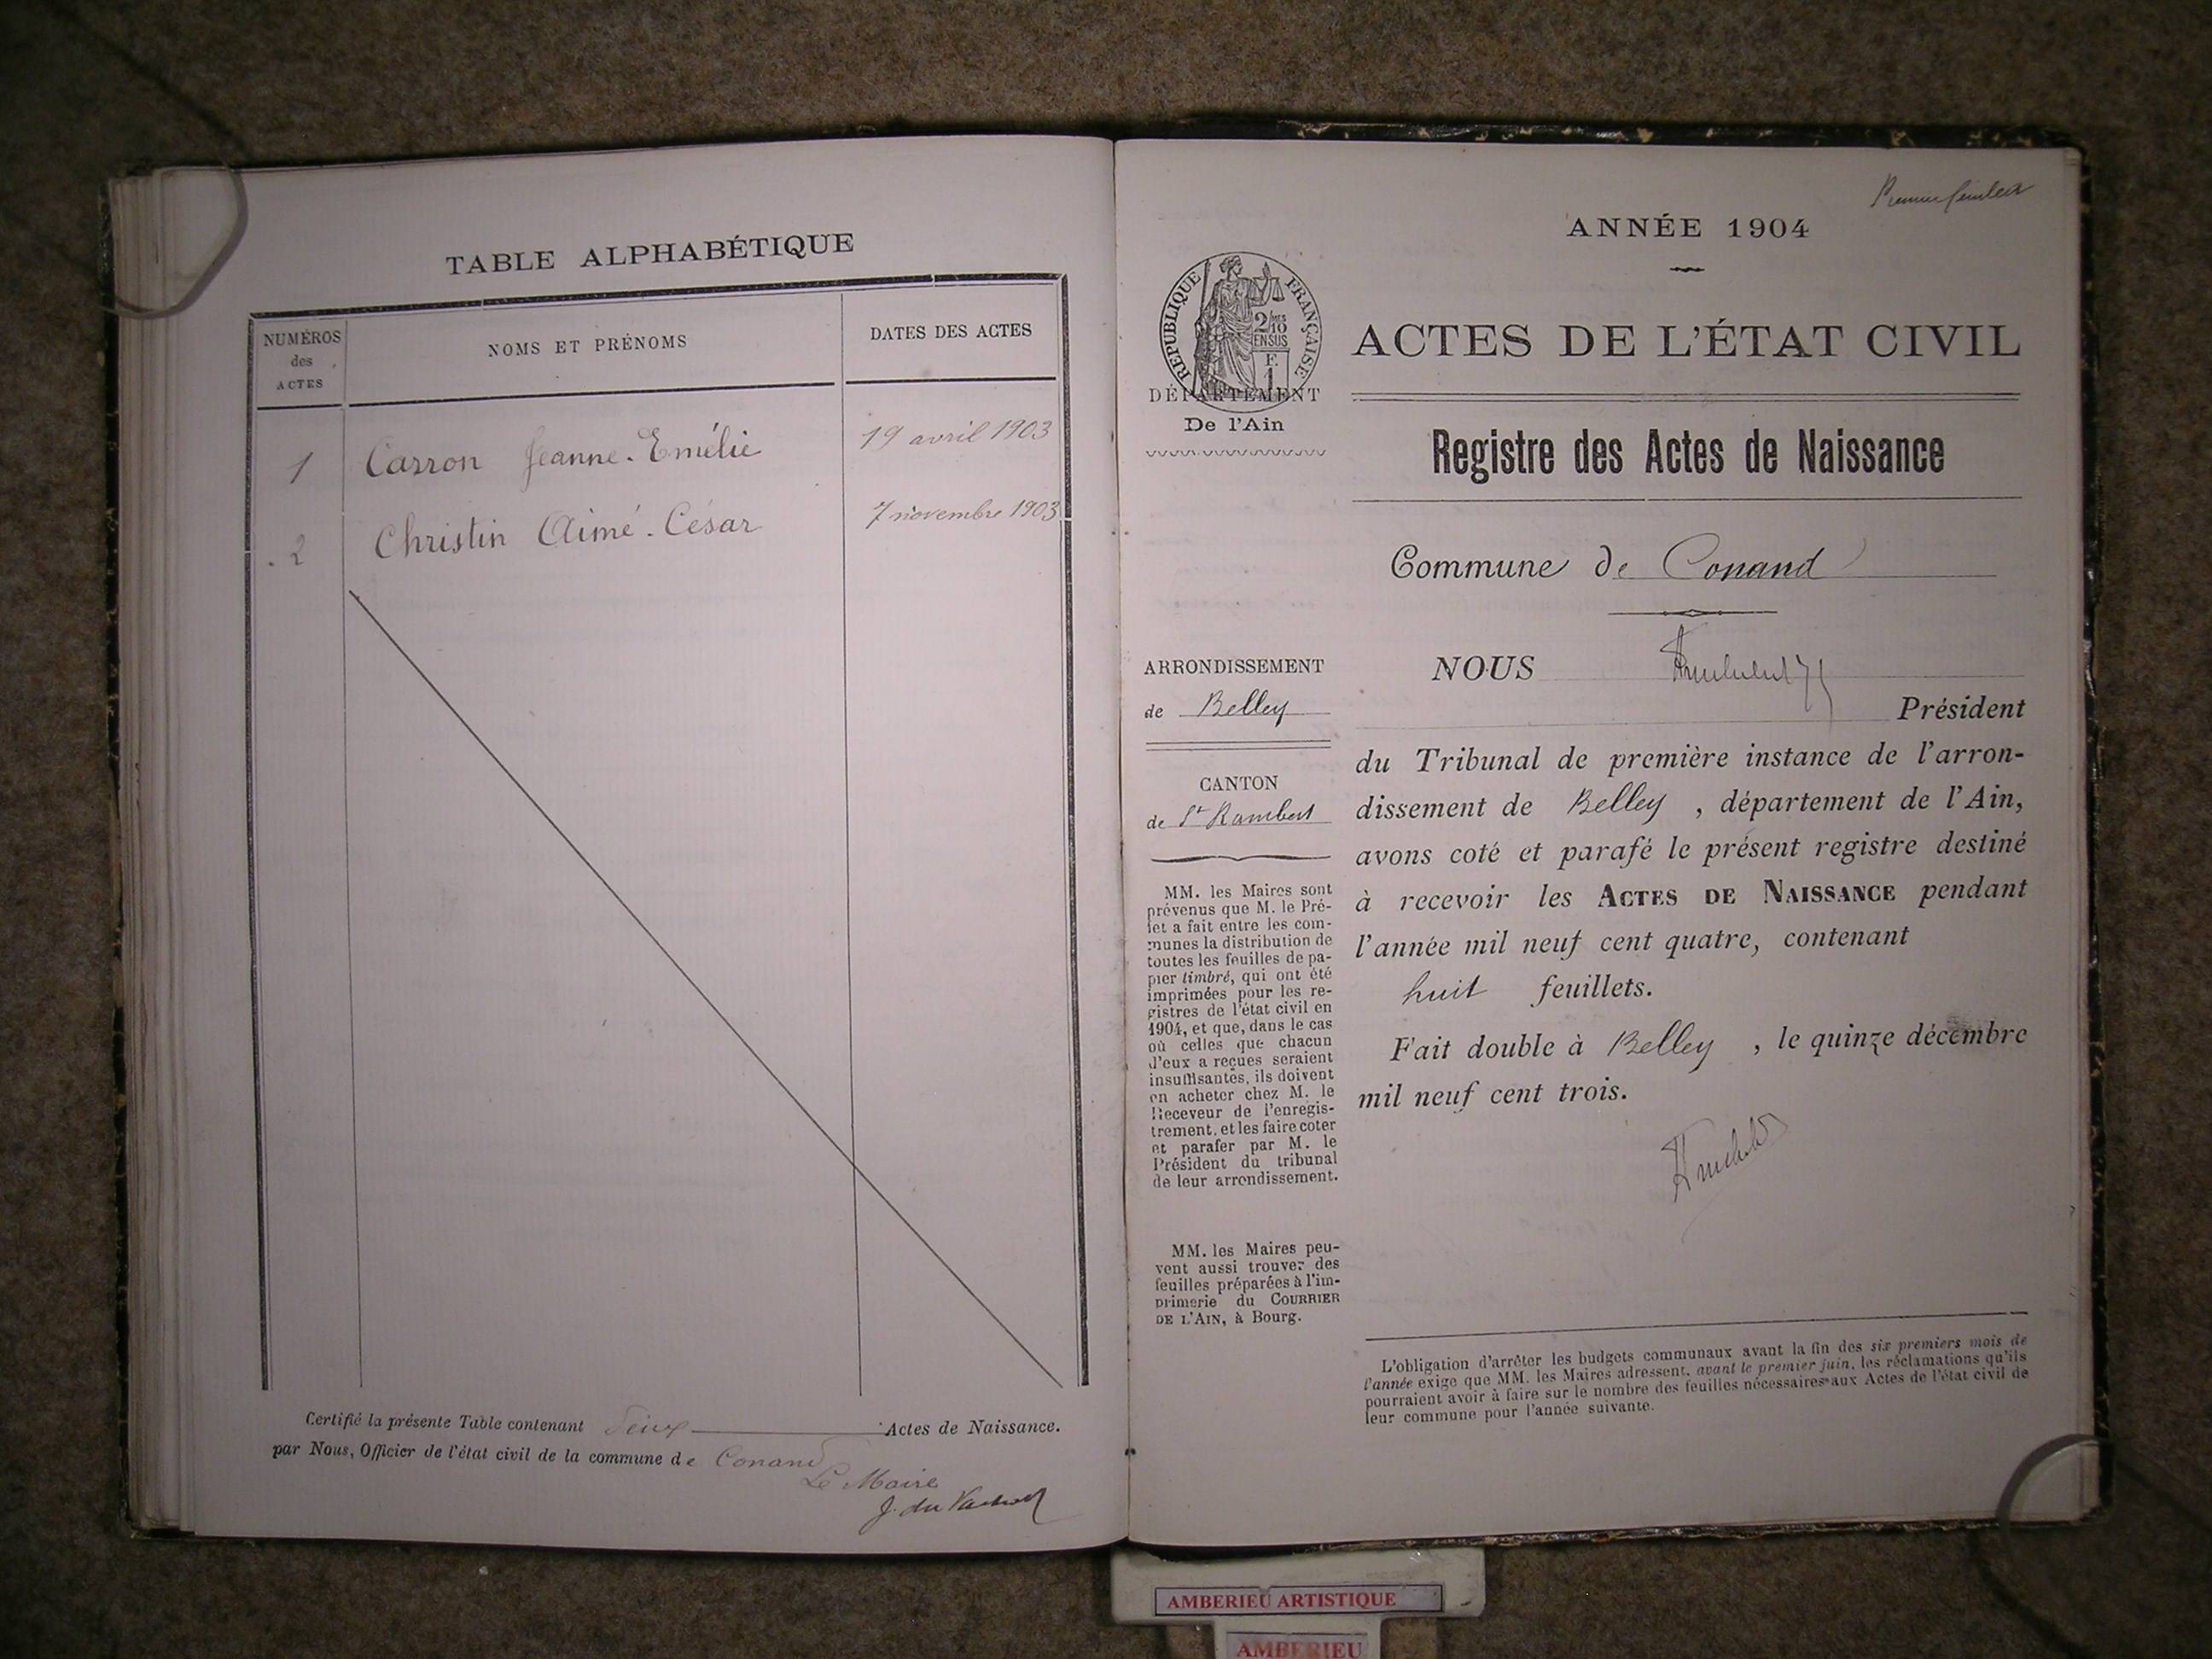 TABLE ALPHABÉTIQUE
NUMÉROS
des
ACTES
NOMS ET PRÉNOMS
DATES DES ACTES
1 Carron Jeanne-Emélie 19 avril 1903
2 Christin Aimé-César 7 novembre 1903
Certifié la présente Table contenant deux Actes de Naissance.
par Nous, Officier de l'état civil de la commune de Conand
Le Maire
Premier feuillet
ANNÉE 1904
RÉPUBLIQUE FRANÇAISE
2/10
EN SUS
F.
1
DÉPARTEMENT
De l'Ain
ACTES DE L'ÉTAT CIVIL
Registre des Actes de Naissance
Commune de Conand
ARRONDISSEMENT
de Belley
CANTON
de St Rambert
MM. les Maires sont
prévenus que M. le Pré-
fet a fait entre les com-
munes la distribution de
toutes les feuilles de pa-
pier timbré, qui ont été
imprimées pour les re-
gistres de l'état civil en
1904, et que, dans le cas
où celles que chacun
d'eux a reçues seraient
insuffisantes, ils doivent
en acheter chez M. le
Receveur de l'enregis-
trement, et les faire coter
et parafer par M. le
Président du tribunal
de leur arrondissement.
MM. les Maires peu-
vent aussi trouver des
feuilles préparées à l'im-
primerie du COURRIER
DE L'AIN, à Bourg.
NOUS
Président
du Tribunal de première instance de l'arron-
dissement de Belley, département de l'Ain,
avons coté et parafé le présent registre destiné
à recevoir les ACTES DE NAISSANCE pendant
l'année mil neuf cent quatre, contenant
huit feuillets.
Fait double à Belley, le quinze décembre
mil neuf cent trois.
L'obligation d'arrêter les budgets communaux avant la fin des six premiers mois de
l'année exige que MM. les Maires adressent, avant le premier juin, les réclamations qu'ils
pourraient avoir à faire sur le nombre des feuilles nécessaires aux Actes de l'état civil de
leur commune pour l'année suivante.
AMBERIEU ARTISTIQUE
AMBERIEU